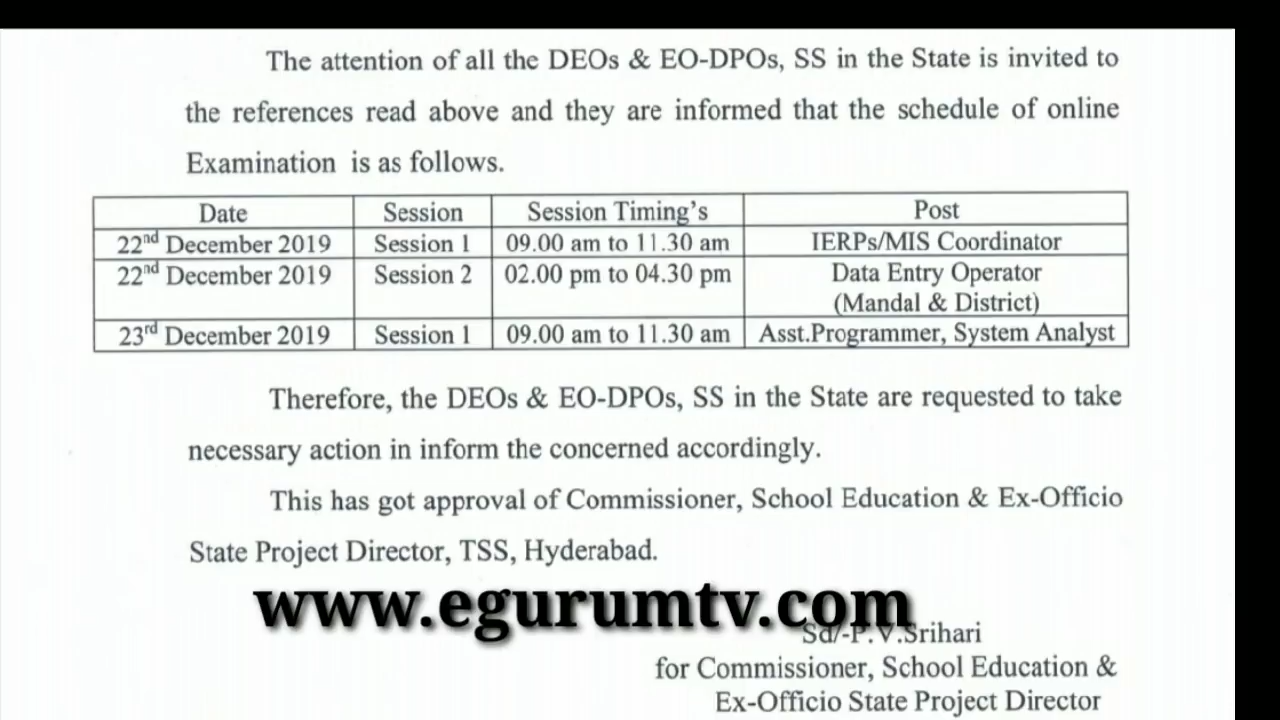 The attention of all the DEOs & EO-DPOs, SS in the State is invited to
the references read above and they are informed that the schedule of online
Examination is as follows.
Date Session Session Timing's Post
22nd December 2019 Session 1 09.00 am to 11.30 am IERPs/MIS Coordinator
22nd December 2019 Session 2 02.00 pm to 04.30 pm Data Entry Operator
(Mandal & District)
23rd December 2019 Session 1 09.00 am to 11.30 am Asst.Programmer, System Analyst
Therefore, the DEOs & EO-DPOs, SS in the State are requested to take
necessary action in inform the concerned accordingly.
This has got approval of Commissioner, School Education & Ex-Officio
State Project Director, TSS, Hyderabad.
www.egurumtv.com
Sd/-P.V.Srihari
for Commissioner, School Education &
Ex-Officio State Project Director